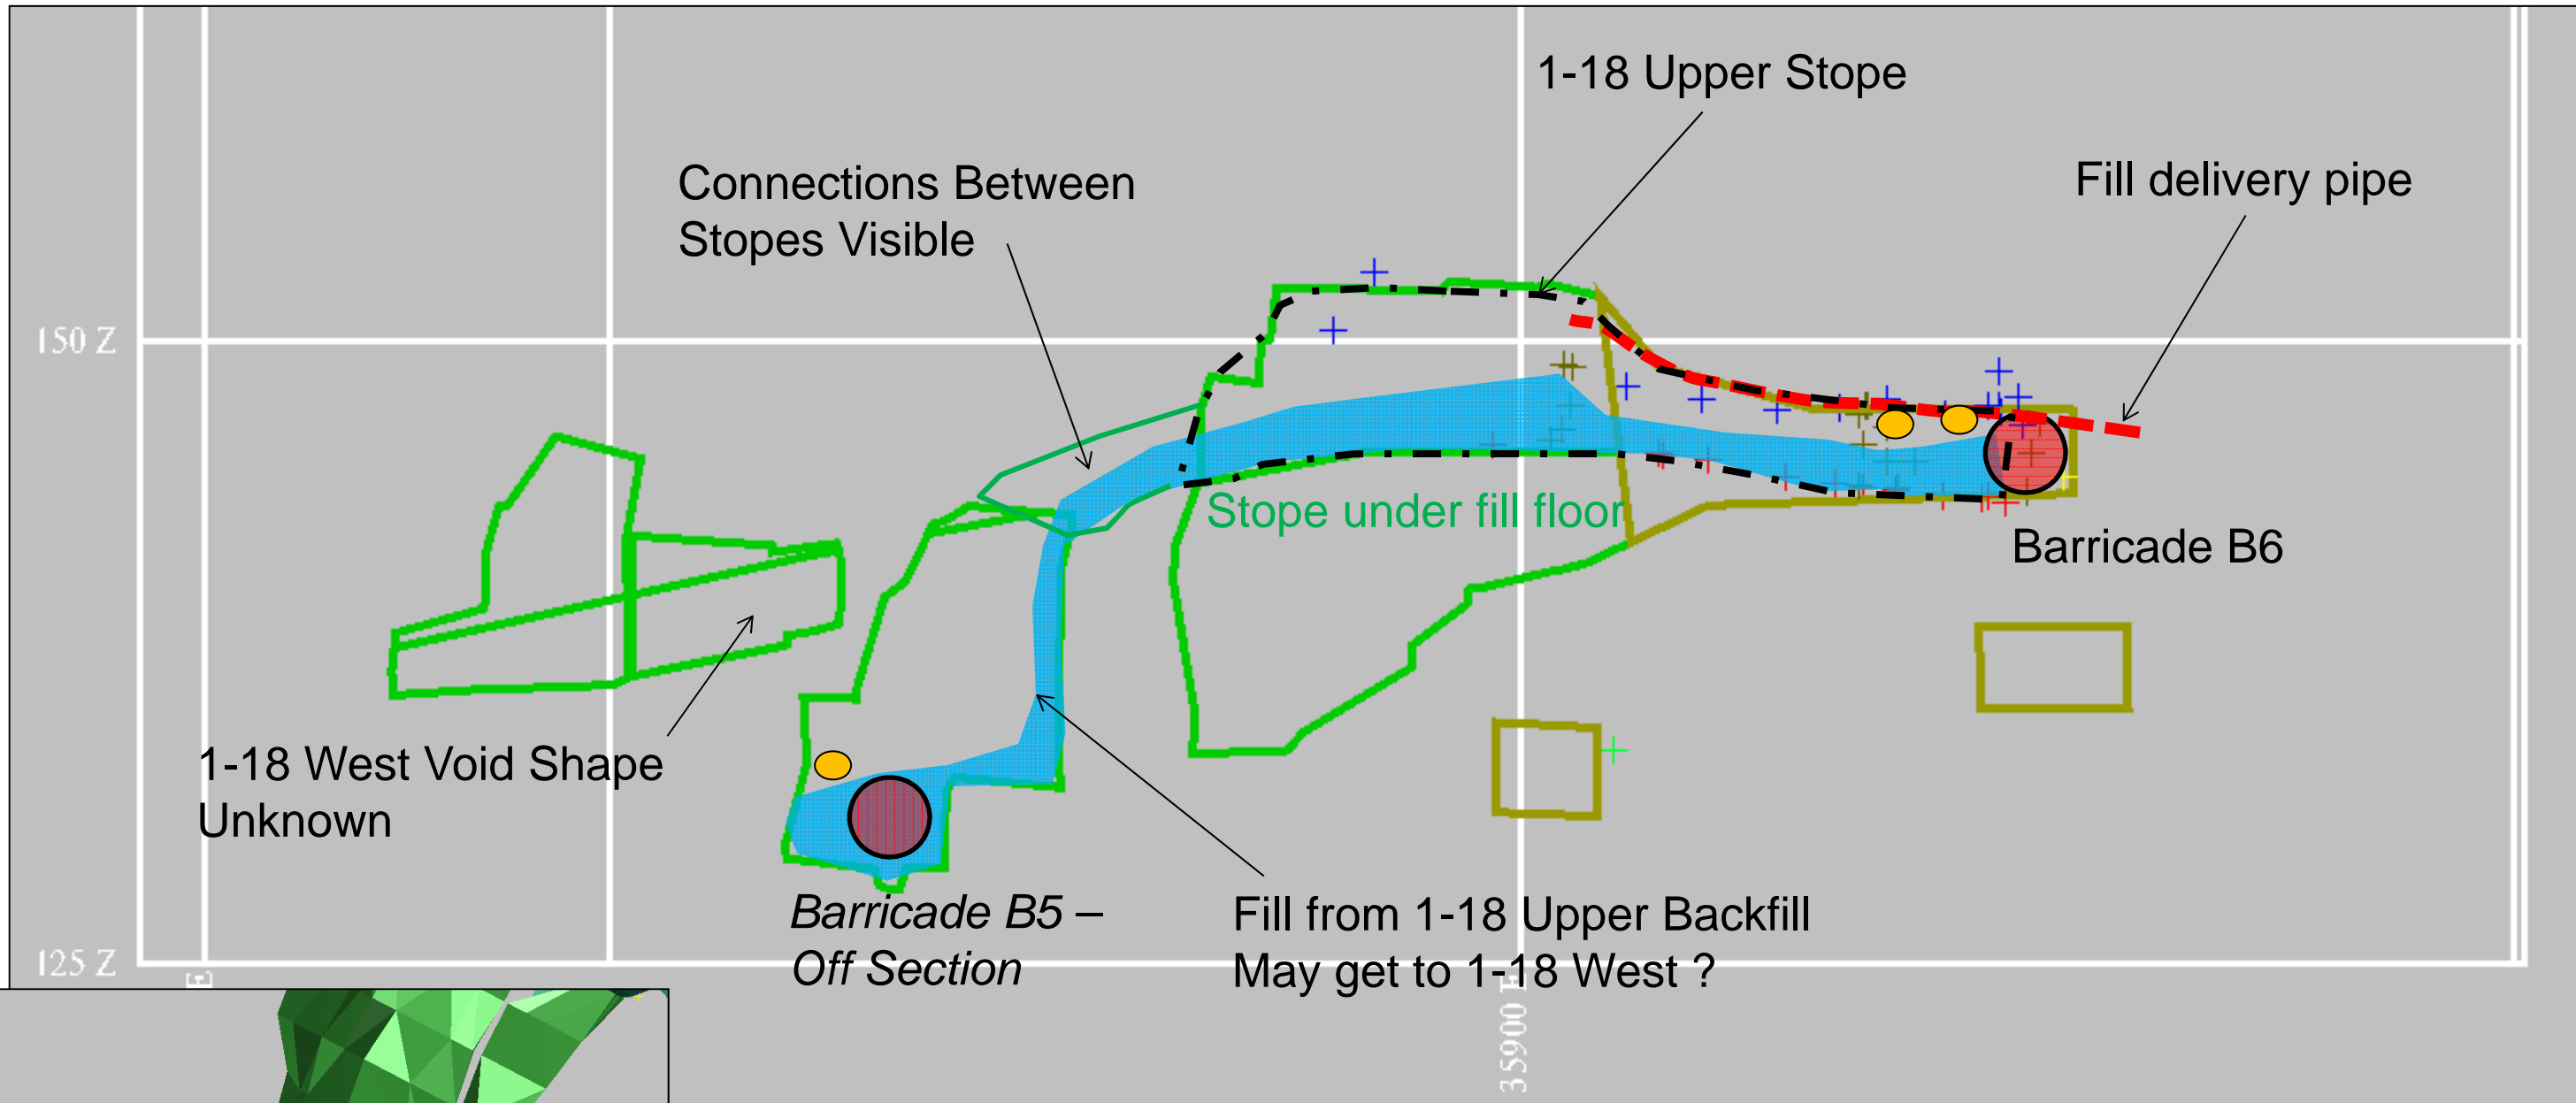 1-18 Upper Stope
Connections Between
Stopes Visible
Fill delivery pipe
150 Z
Stope under fill floor
Barricade B6
1-18 West Void Shape
Unknown
Barricade B5 –
Off Section
Fill from 1-18 Upper Backfill
May get to 1-18 West ?
125 Z
E
35900 E